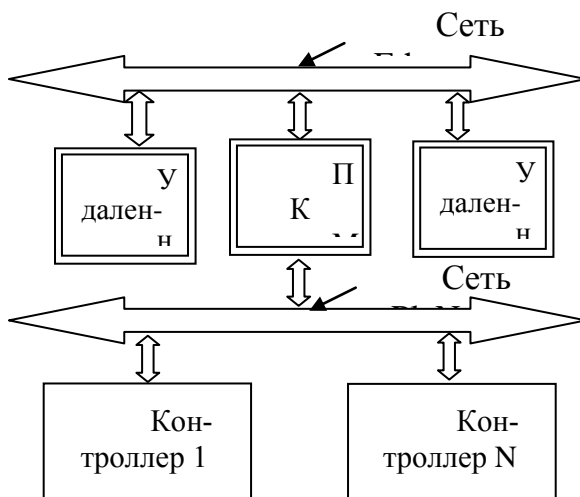 Сеть
У
дален-
н
П
К
У
дален-
н
Сеть
Кон-
троллер 1
Кон-
троллер N